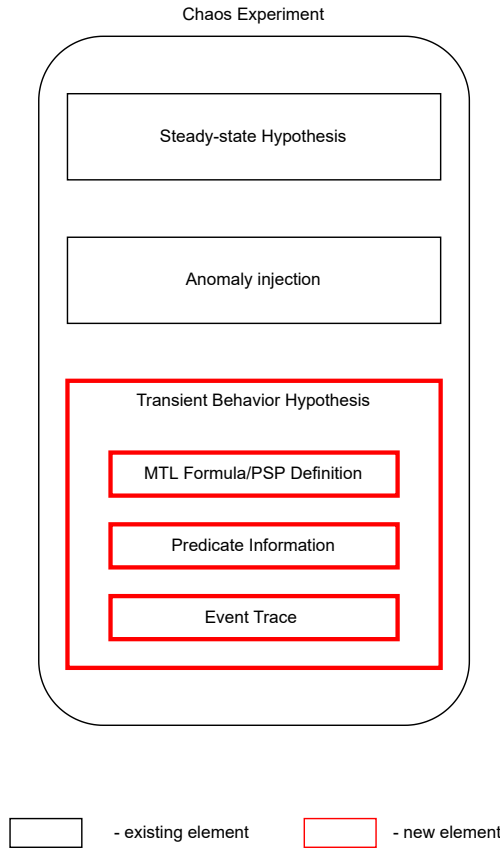 Chaos Experiment
Steady-state Hypothesis
Anomaly injection
Transient Behavior Hypothesis
MTL Formula/PSP Definition
Predicate Information
Event Trace
- existing element
- new element